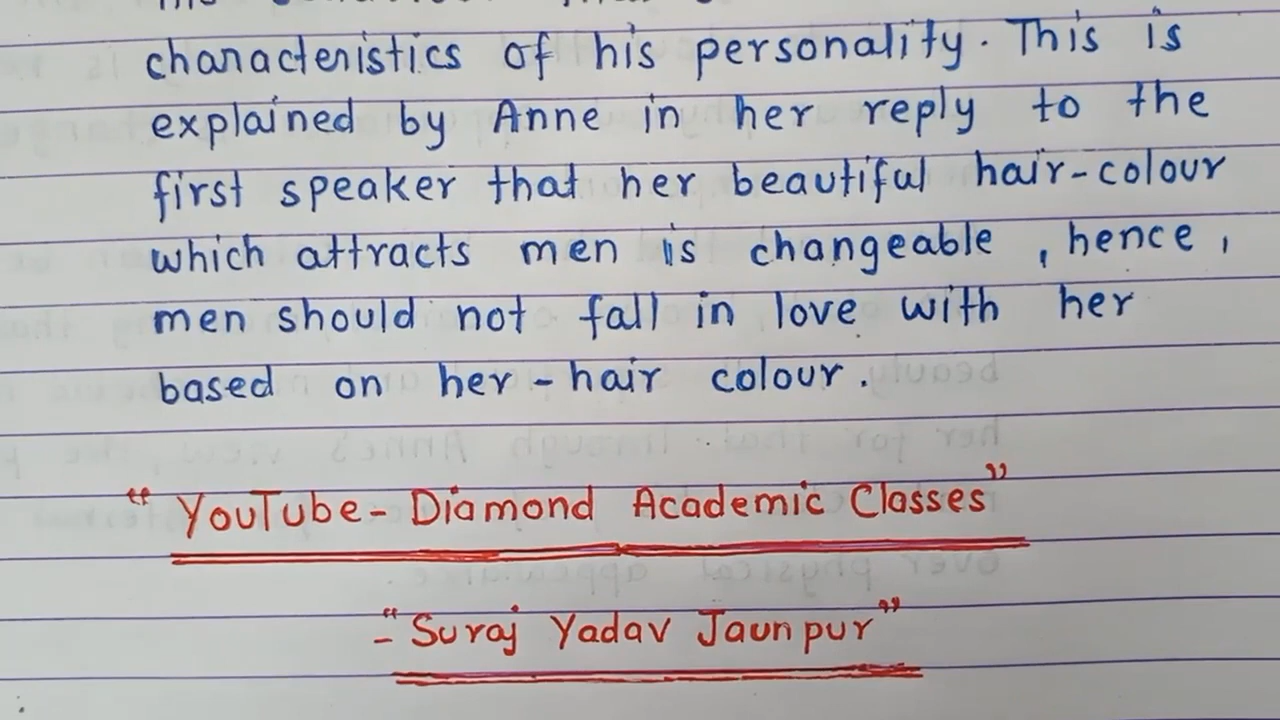 characteristics of his personality. This is
explained by Anne in her reply to the
first speaker that her beautiful hair-colour
which attracts men is changeable, hence,
men should not fall in love with her
based on her-hair colour.
"YouTube- Diamond Academic Classes"
-"Suraj Yadav Jaunpur"